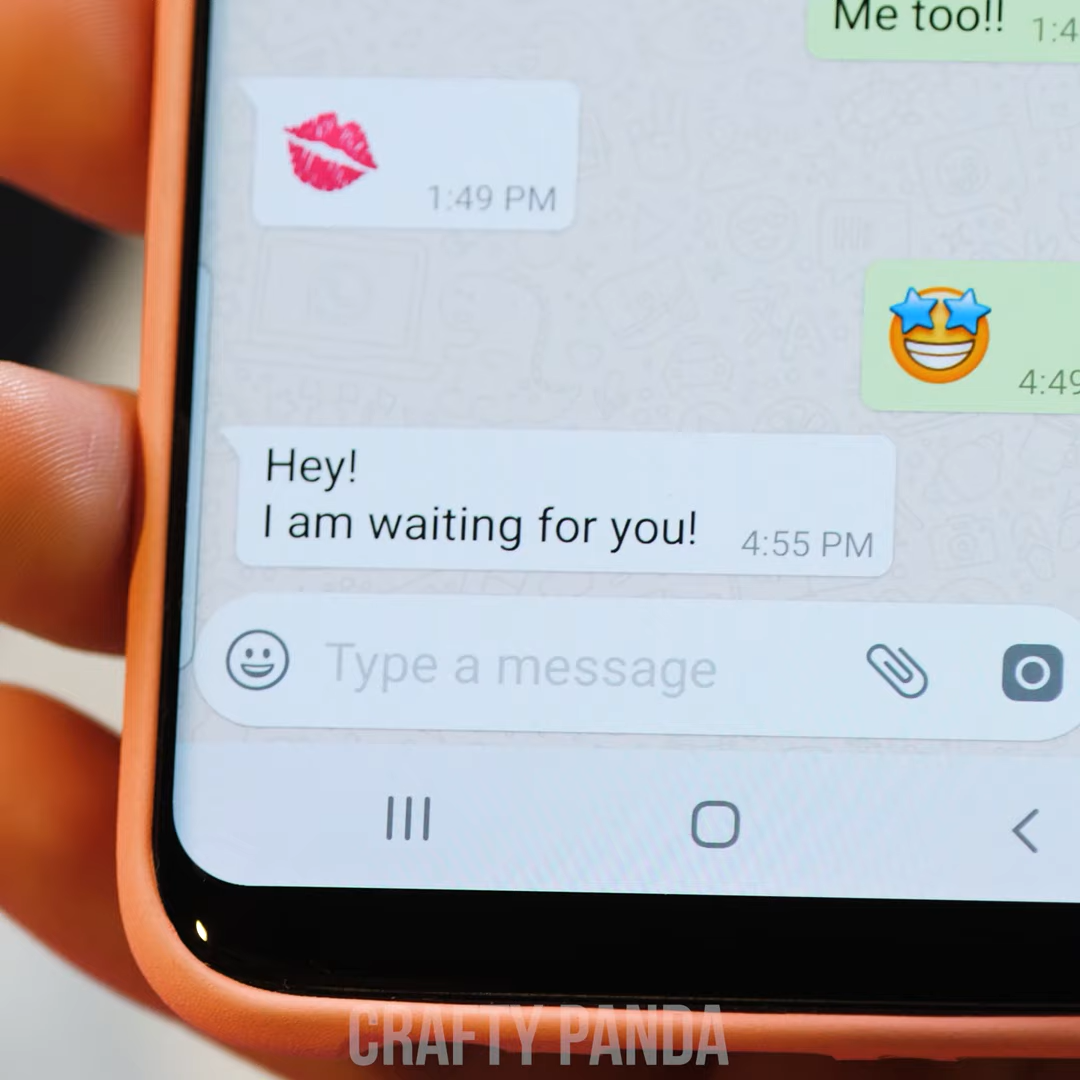 Me too!!
1:49 PM
Hey!
I am waiting for you!
4:55 PM
Type a message
CRAFTY PANDA